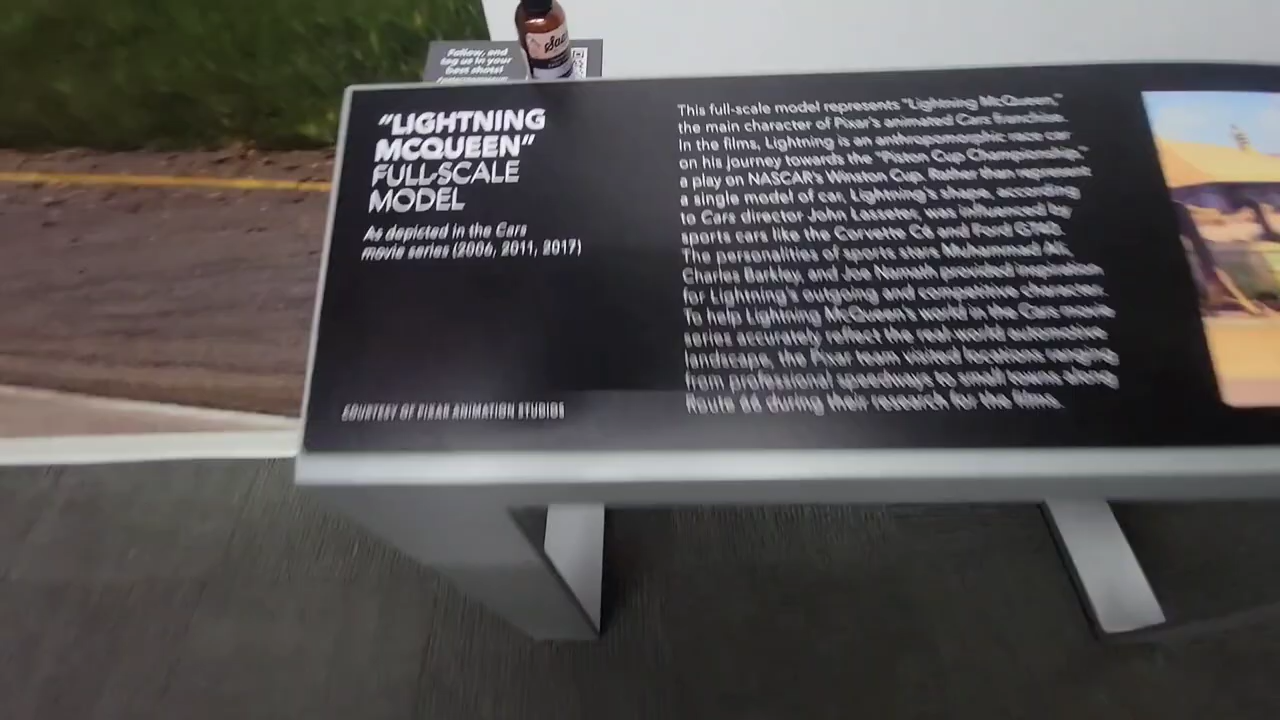 Follow, and
tag us in your
best shots!
"LIGHTNING
MCQUEEN"
FULL-SCALE
MODEL
As depicted in the Cars
movie series (2006, 2011, 2017)
COURTESY OF PIXAR ANIMATION STUDIOS
This full-scale model represents "Lightning McQueen,"
the main character of Pixar's animated Cars franchise.
In the films, Lightning is an anthropomorphic race car
on his journey towards the "Piston Cup Championship,"
a play on NASCAR's Winston Cup. Rather than represent
a single model of car, Lightning's shape, according
to Cars director John Lasseter, was influenced by
sports cars like the Corvette C6 and Ford GT40.
The personalities of sports stars Muhammad Ali,
Charles Barkley, and Joe Namath provided inspiration
for Lightning's outgoing and competitive character.
To help Lightning McQueen's world in the Cars movie
series accurately reflect the real world automotive
landscape, the Pixar team visited locations ranging
from professional speedways to small towns along
Route 66 during their research for the films.